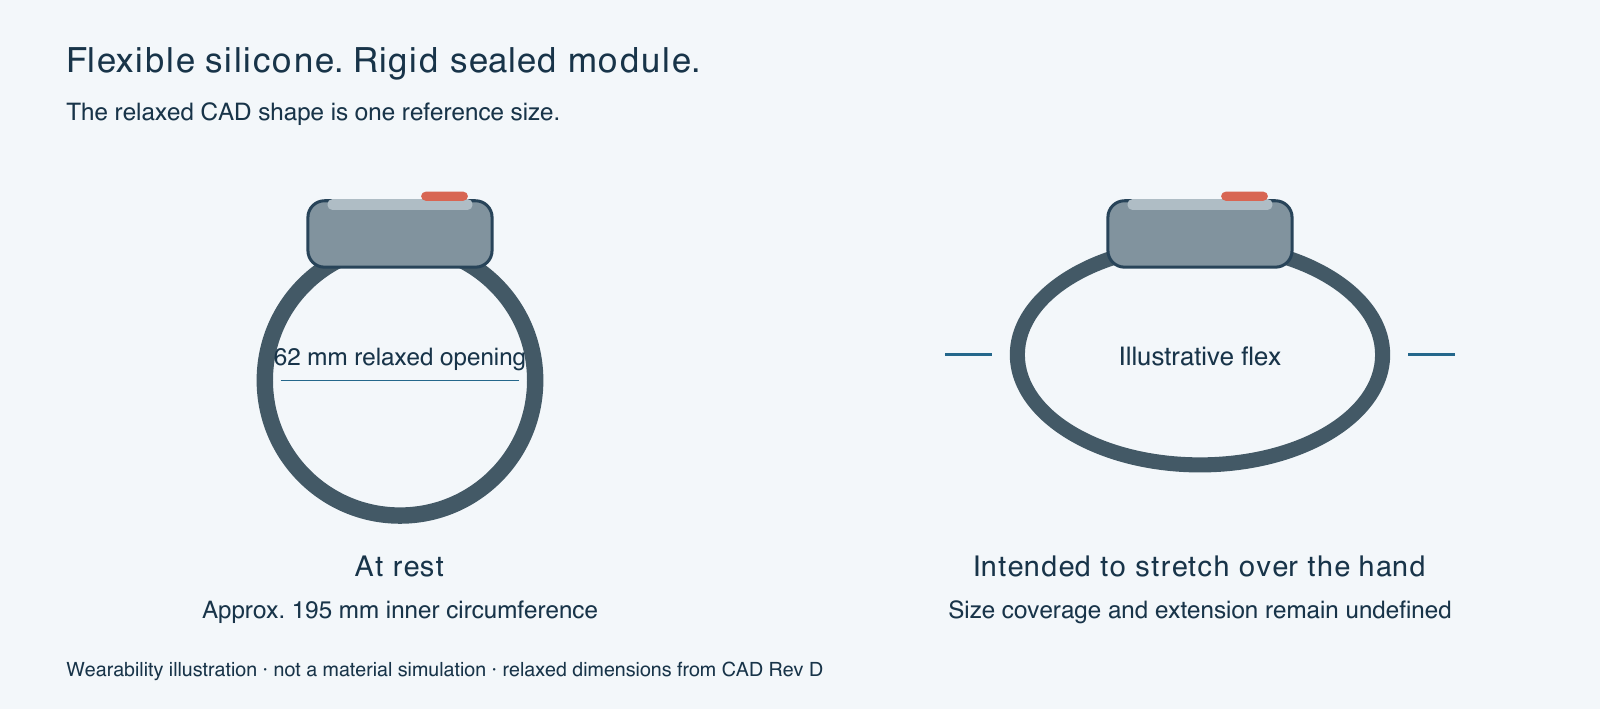 Flexible silicone. Rigid sealed module.
The relaxed CAD shape is one reference size.
62 mm relaxed opening
Illustrative flex
At rest
Approx. 195 mm inner circumference
Intended to stretch over the hand
Size coverage and extension remain undefined
Wearability illustration · not a material simulation · relaxed dimensions from CAD Rev D